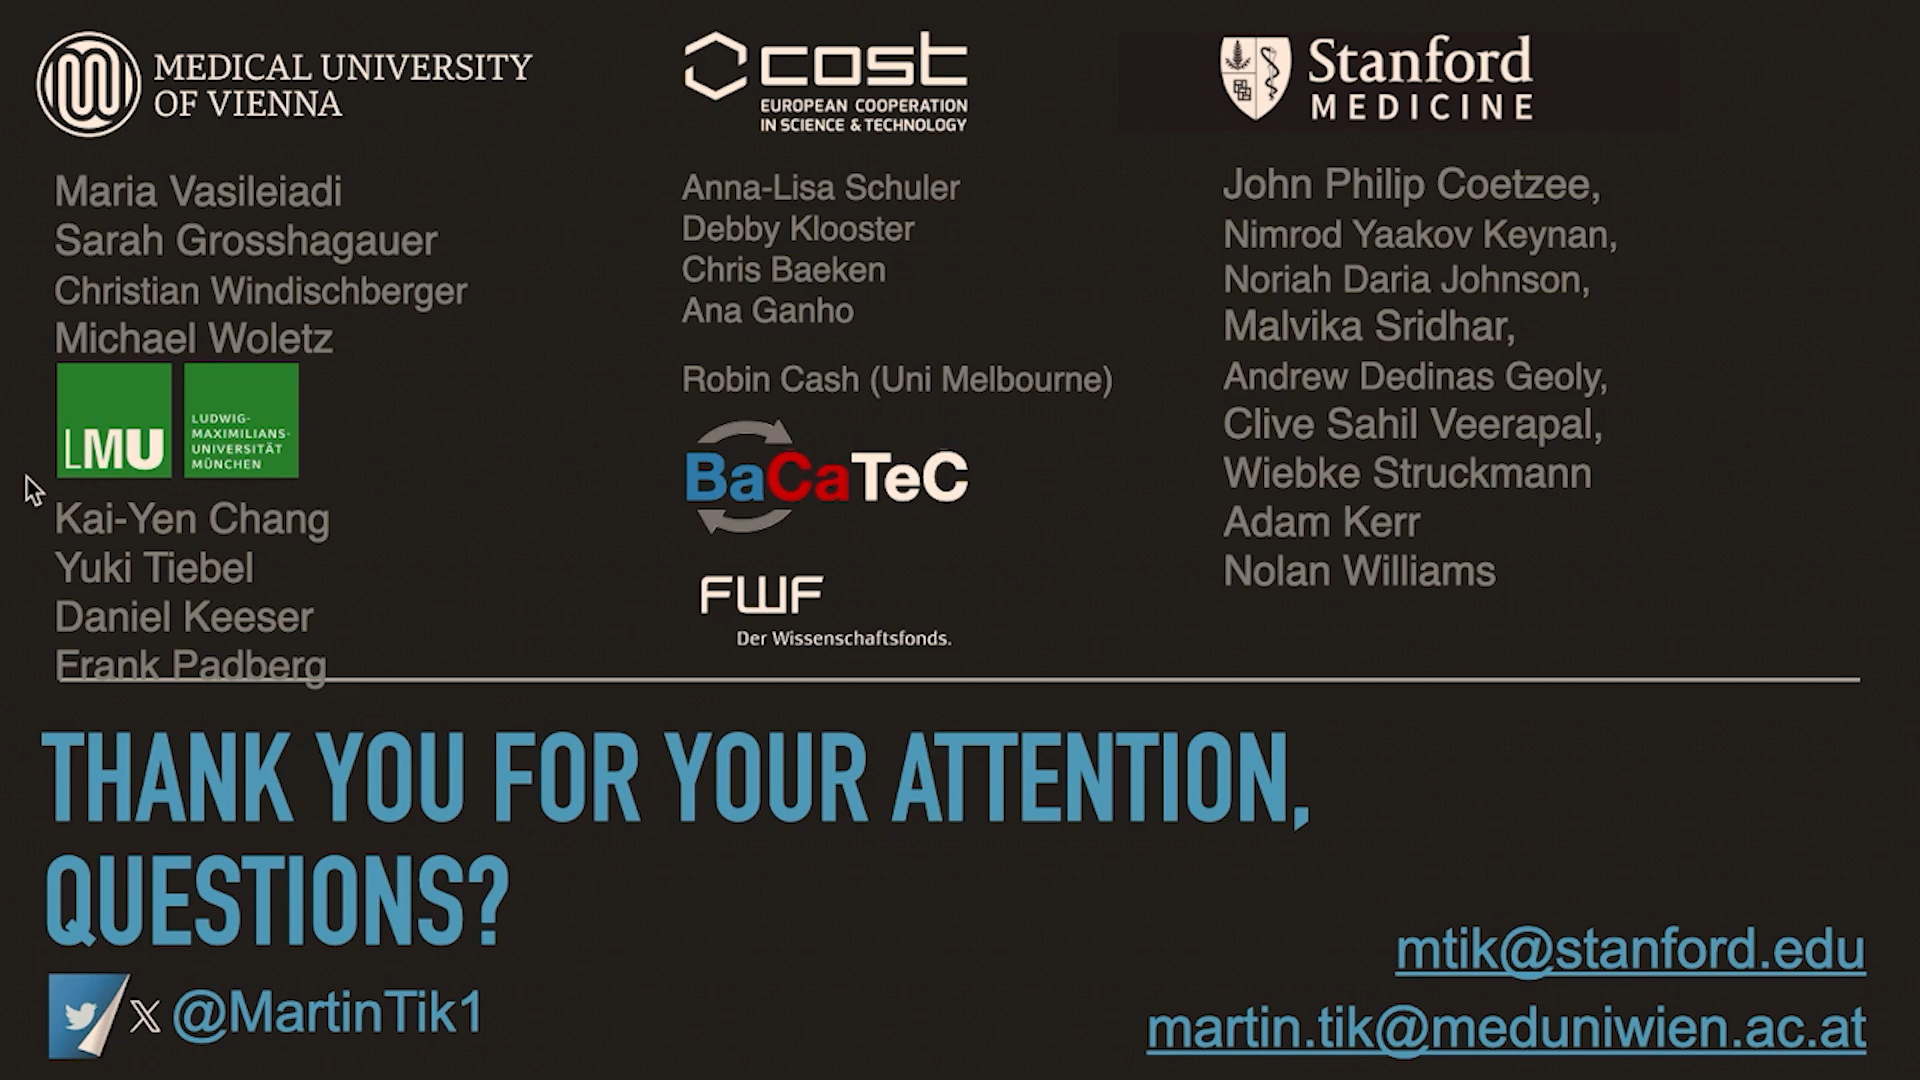 MEDICAL UNIVERSITY
OF VIENNA
Maria Vasileiadi
Sarah Grosshagauer
Christian Windischberger
Michael Woletz
LMU
LUDWIG-
MAXIMILIANS-
UNIVERSITÄT
MÜNCHEN
Kai-Yen Chang
Yuki Tiebel
Daniel Keeser
Frank Padberg
cost
EUROPEAN COOPERATION
IN SCIENCE & TECHNOLOGY
Anna-Lisa Schuler
Debby Klooster
Chris Baeken
Ana Ganho
Robin Cash (Uni Melbourne)
BaCaTeC
FWF
Der Wissenschaftsfonds.
Stanford
MEDICINE
John Philip Coetzee,
Nimrod Yaakov Keynan,
Noriah Daria Johnson,
Malvika Sridhar,
Andrew Dedinas Geoly,
Clive Sahil Veerapal,
Wiebke Struckmann
Adam Kerr
Nolan Williams
THANK YOU FOR YOUR ATTENTION,
QUESTIONS?
X @MartinTik1
mtik@stanford.edu
martin.tik@meduniwien.ac.at